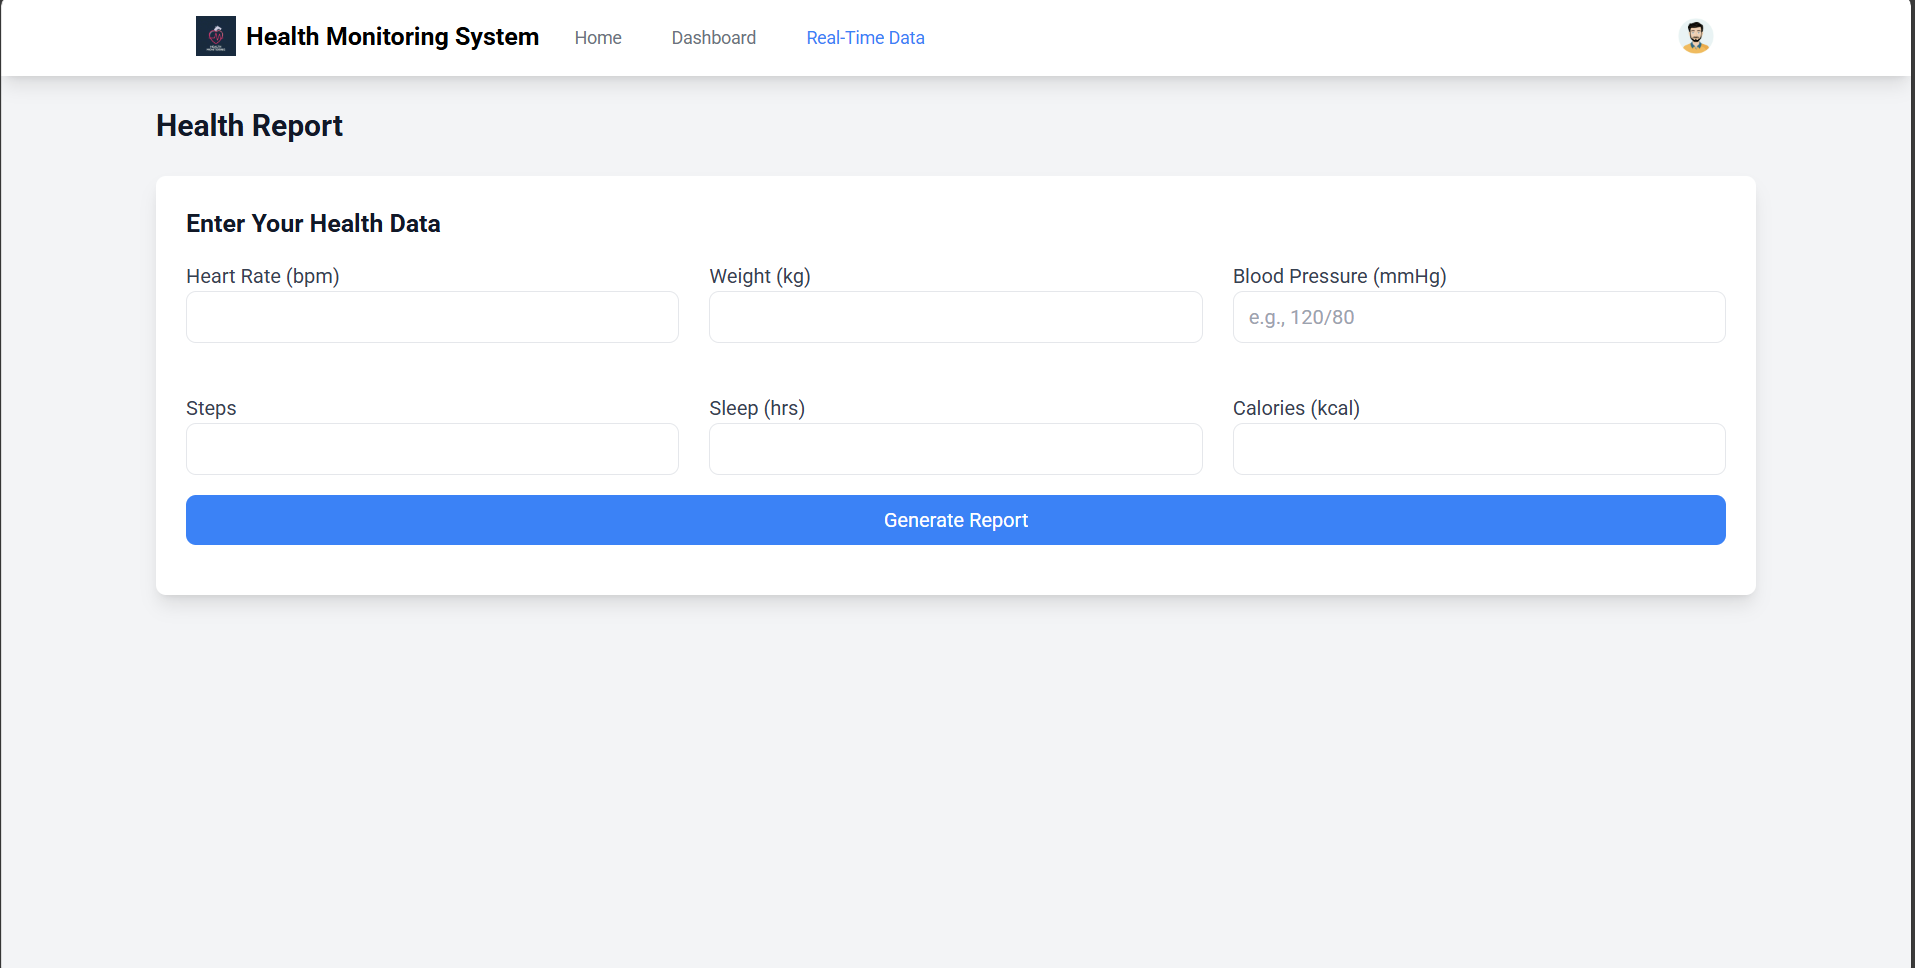 Health Monitoring System Home Dashboard Real-Time Data
Health Report
Enter Your Health Data
Heart Rate (bpm) Weight (kg) Blood Pressure (mmHg)
e.g., 120/80
Steps Sleep (hrs) Calories (kcal)
Generate Report